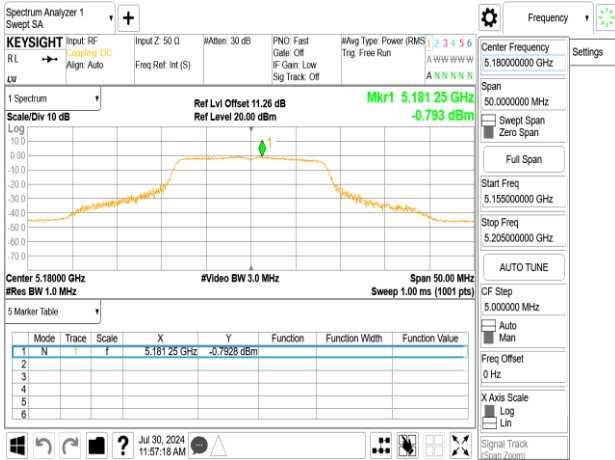 Spectrum Analyzer 1
Swept SA
+
Frequency
KEYSIGHT
RL
LXI
Input: RF
Coupling: DC
Align: Auto
Input Z: 50 Ω
Freq Ref: Int (S)
#Atten: 30 dB
PNO: Fast
Gate: Off
IF Gain: Low
Sig Track: Off
#Avg Type: Power (RMS
Trig: Free Run
1 2 3 4 5 6
A W W W W W
A N N N N N
Center Frequency
5.180000000 GHz
Settings
Span
50.0000000 MHz
Swept Span
Zero Span
Full Span
Start Freq
5.155000000 GHz
Stop Freq
5.205000000 GHz
AUTO TUNE
CF Step
5.000000 MHz
Auto
Man
Freq Offset
0 Hz
X Axis Scale
Log
Lin
Signal Track
(Span Zoom)
1 Spectrum
Scale/Div 10 dB
Ref Lvl Offset 11.26 dB
Ref Level 20.00 dBm
Mkr1 5.181 25 GHz
-0.793 dBm
Log
10.0
0.00
-10.0
-20.0
-30.0
-40.0
-50.0
-60.0
-70.0
1
Center 5.18000 GHz
#Res BW 1.0 MHz
#Video BW 3.0 MHz
Span 50.00 MHz
Sweep 1.00 ms (1001 pts)
5 Marker Table
Mode Trace Scale X Y Function Function Width Function Value
1 N 1 f 5.181 25 GHz -0.7928 dBm
2
3
4
5
6
?
Jul 30, 2024
11:57:18 AM